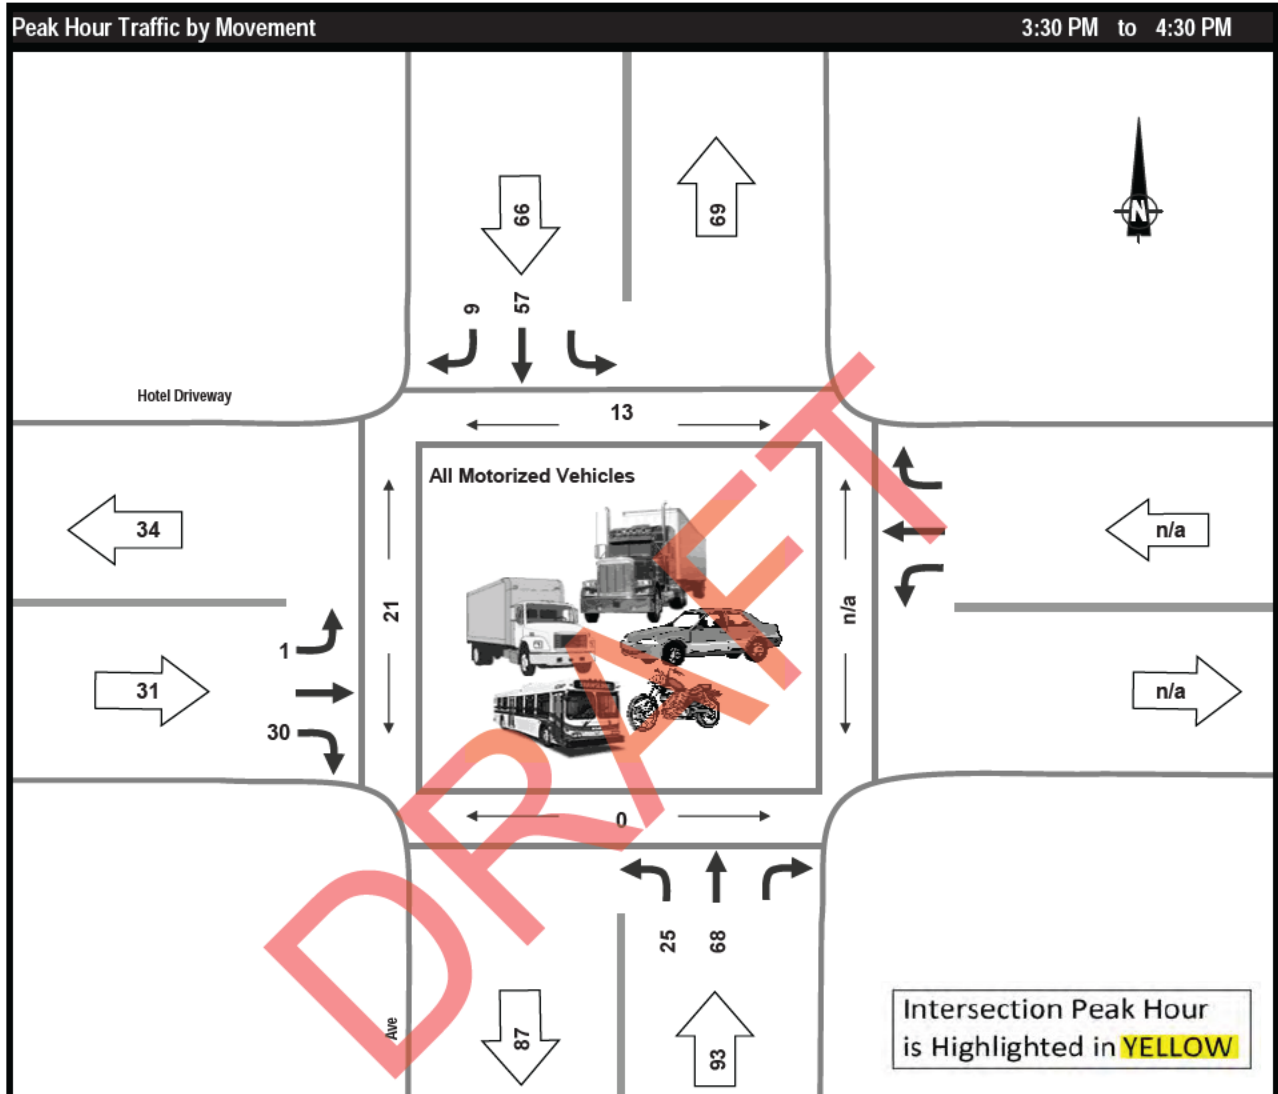 Peak Hour Traffic by Movement 3:30 PM to 4:30 PM
66
69
N
9
57
Hotel Driveway
13
All Motorized Vehicles
34
n/a
21
n/a
1
31
n/a
30
0
25
68
Ave
87
93
Intersection Peak Hour
is Highlighted in YELLOW
DRAFT